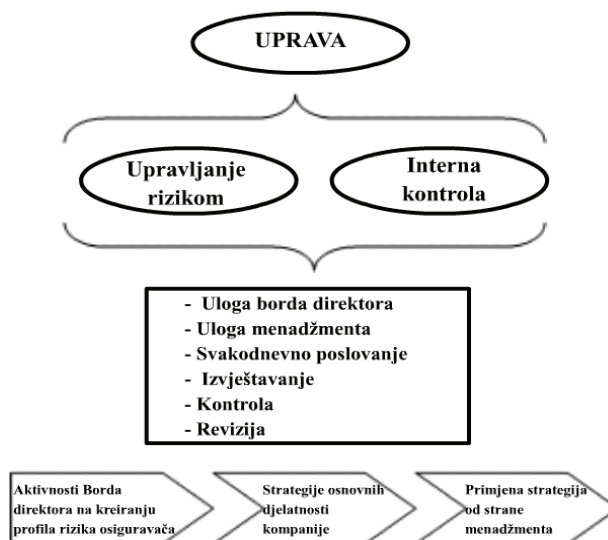 UPRAVA
Upravljanje
rizikom
Interna
kontrola
- Uloga borda direktora
- Uloga menadžmenta
- Svakodnevno poslovanje
- Izvještavanje
- Kontrola
- Revizija
Aktivnosti Borda
direktora na kreiranju
profila rizika osiguravača
Strategije osnovnih
djelatnosti
kompanije
Primjena strategija
od strane
menadžmenta